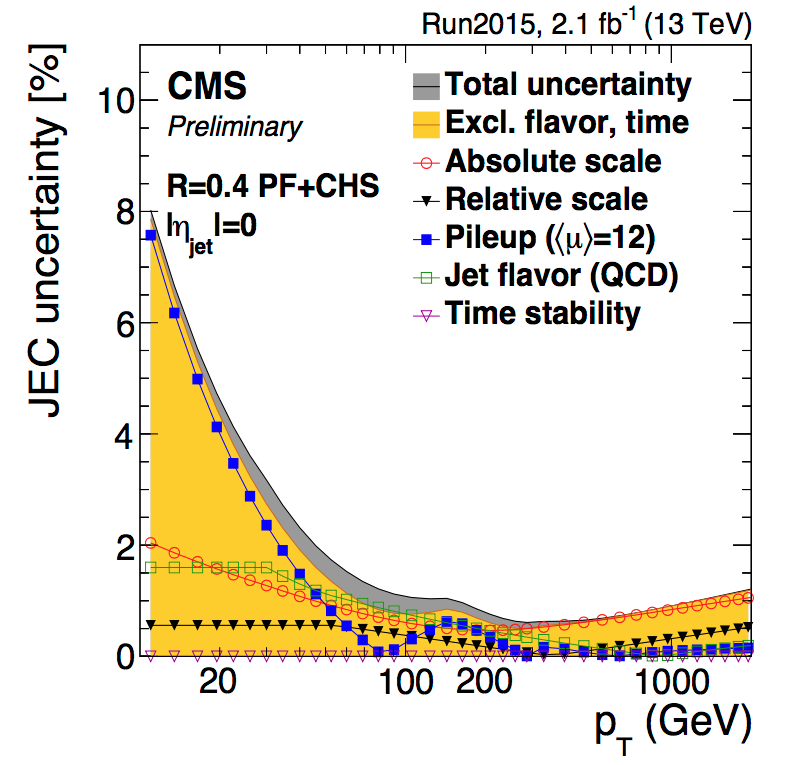 Run2015, 2.1 fb⁻¹ (13 TeV)
JEC uncertainty [%]
CMS
Preliminary
R=0.4 PF+CHS
|η_jet|=0
Total uncertainty
Excl. flavor, time
Absolute scale
Relative scale
Pileup (⟨μ⟩=12)
Jet flavor (QCD)
Time stability
10
8
6
4
2
0
20 100 200 1000
p_T (GeV)